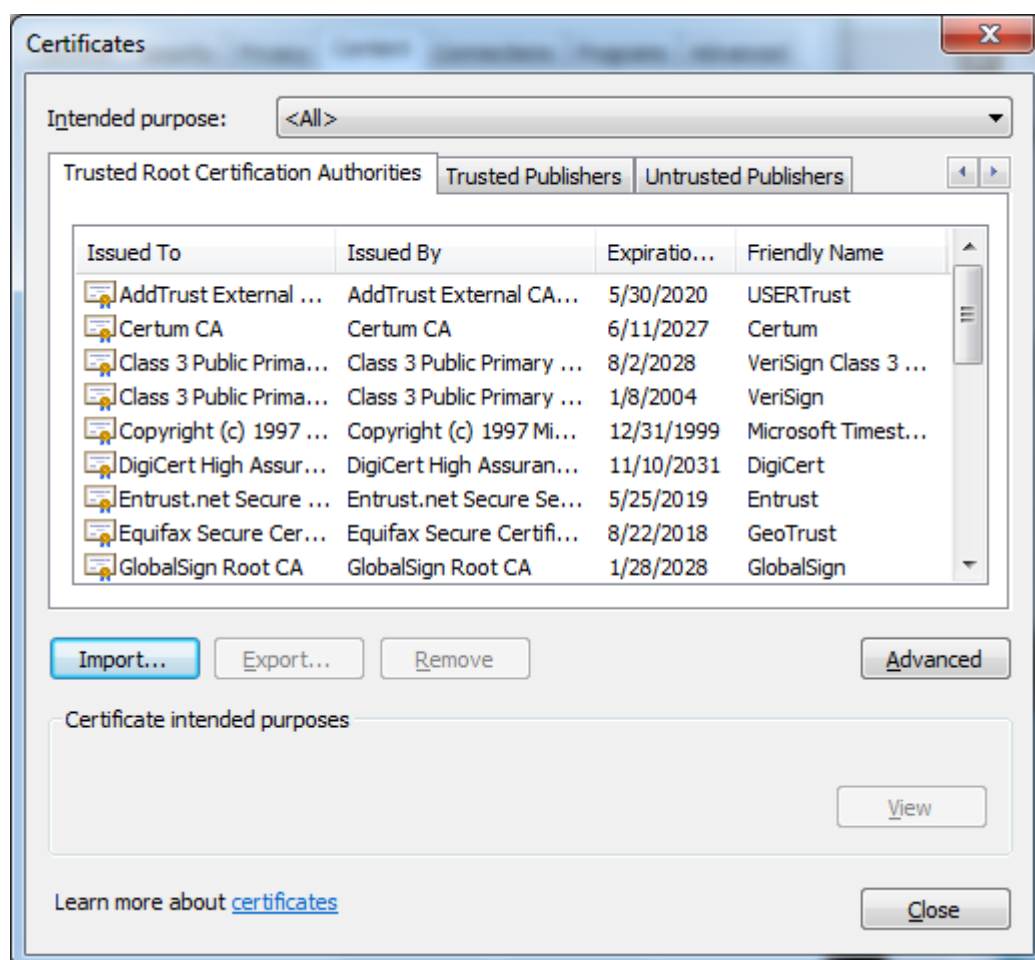 Certificates
Intended purpose: <All>
Trusted Root Certification Authorities Trusted Publishers Untrusted Publishers
Issued To Issued By Expiratio... Friendly Name
AddTrust External ... AddTrust External CA... 5/30/2020 USERTrust
Certum CA Certum CA 6/11/2027 Certum
Class 3 Public Prima... Class 3 Public Primary ... 8/2/2028 VeriSign Class 3 ...
Class 3 Public Prima... Class 3 Public Primary ... 1/8/2004 VeriSign
Copyright (c) 1997 ... Copyright (c) 1997 Mi... 12/31/1999 Microsoft Timest...
DigiCert High Assur... DigiCert High Assuran... 11/10/2031 DigiCert
Entrust.net Secure ... Entrust.net Secure Se... 5/25/2019 Entrust
Equifax Secure Cer... Equifax Secure Certifi... 8/22/2018 GeoTrust
GlobalSign Root CA GlobalSign Root CA 1/28/2028 GlobalSign
Import... Export... Remove Advanced
Certificate intended purposes
View
Learn more about certificates
Close